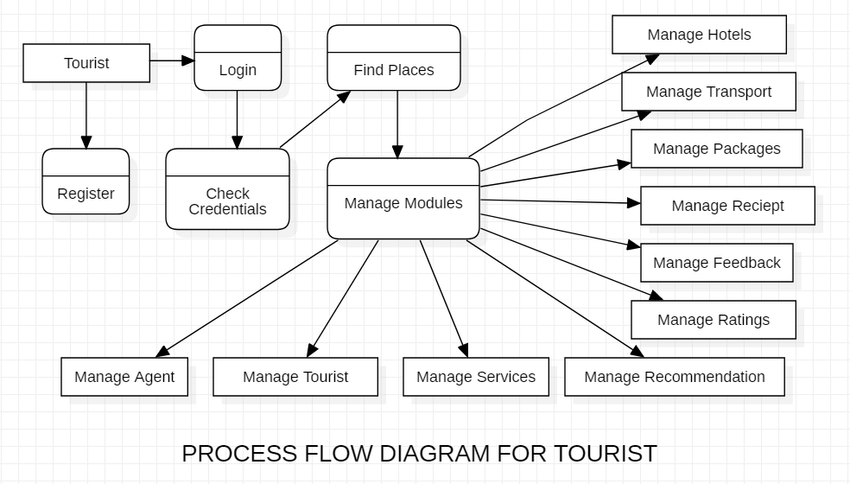 Tourist
Login
Find Places
Manage Hotels
Manage Transport
Manage Packages
Register
Check
Credentials
Manage Modules
Manage Reciept
Manage Feedback
Manage Ratings
Manage Agent
Manage Tourist
Manage Services
Manage Recommendation
PROCESS FLOW DIAGRAM FOR TOURIST